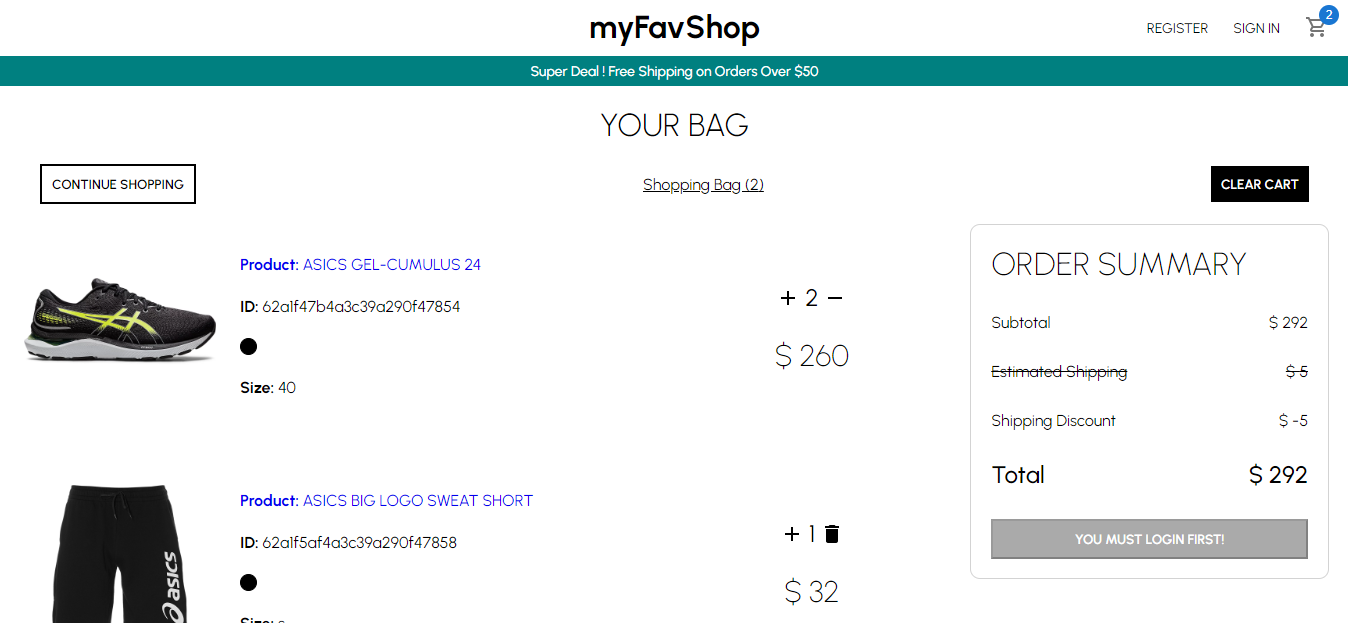 myFavShop
REGISTER
SIGN IN
2
Super Deal ! Free Shipping on Orders Over $50
YOUR BAG
CONTINUE SHOPPING
Shopping Bag (2)
CLEAR CART
Product: ASICS GEL-CUMULUS 24
ID: 62a1f47b4a3c39a290f47854
Size: 40
+ 2 −
$ 260
Product: ASICS BIG LOGO SWEAT SHORT
ID: 62a1f5af4a3c39a290f47858
Size:
asics
+ 1
$ 32
ORDER SUMMARY
Subtotal $ 292
Estimated Shipping $ 5
Shipping Discount $ -5
Total $ 292
YOU MUST LOGIN FIRST!